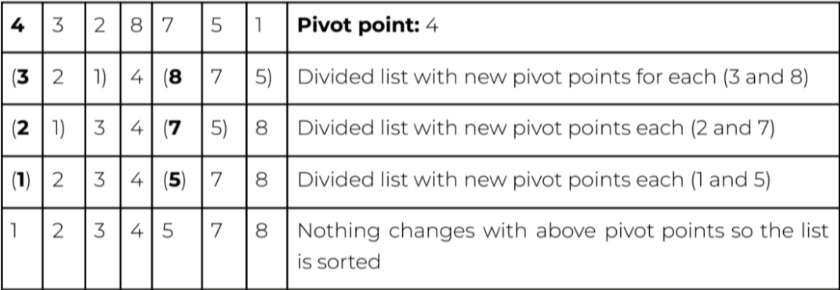 4 3 2 8 7 5 1 Pivot point: 4
(3 2 1) 4 (8 7 5) Divided list with new pivot points for each (3 and 8)
(2 1) 3 4 (7 5) 8 Divided list with new pivot points each (2 and 7)
(1) 2 3 4 (5) 7 8 Divided list with new pivot points each (1 and 5)
1 2 3 4 5 7 8 Nothing changes with above pivot points so the list
is sorted